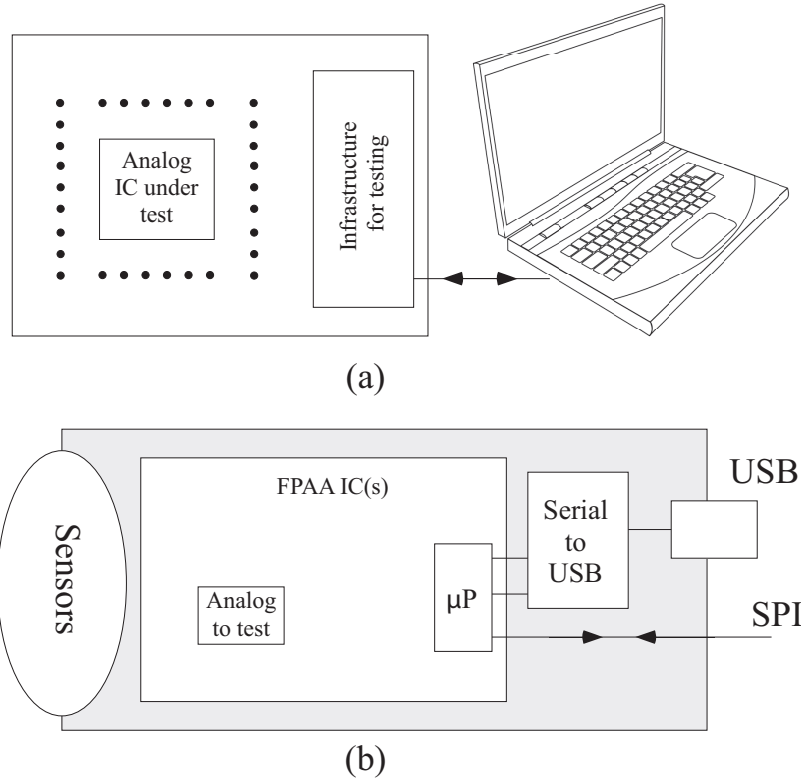 Analog
IC under
test
Infrastructure
for testing
(a)
FPAA IC(s)
USB
Sensors
Serial
to
USB
Analog
to test
µP
SPI
(b)